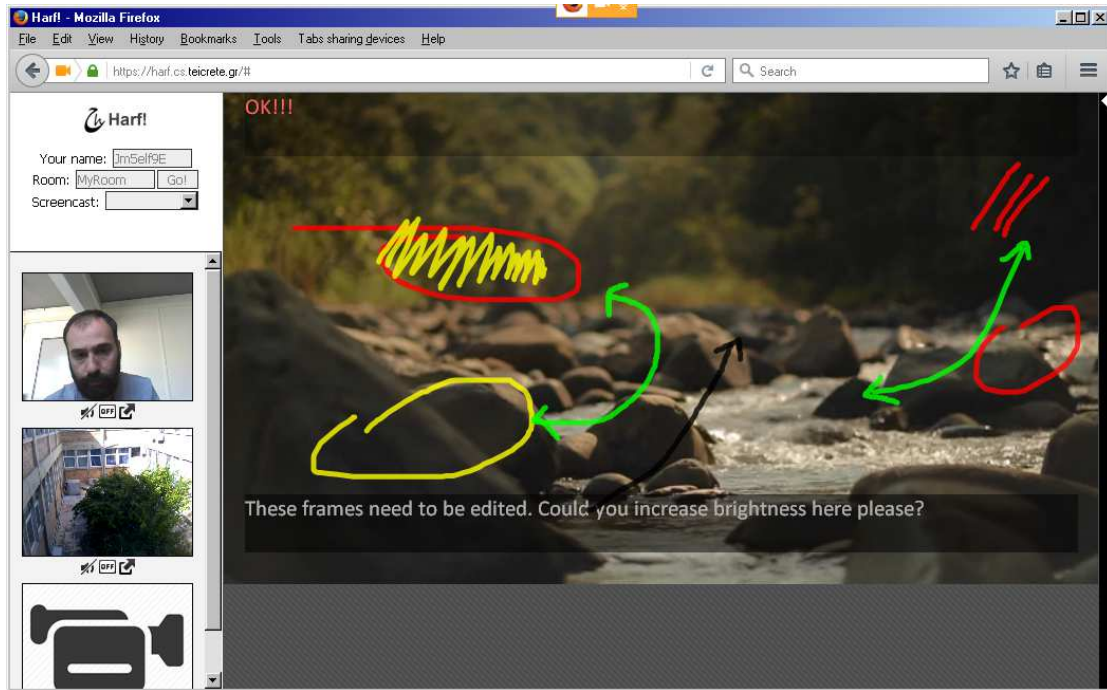 Harf! - Mozilla Firefox
File Edit View History Bookmarks Tools Tabs sharing devices Help
https://harf.cs.teicrete.gr/#
Search
Harf!
Your name: Jm5elf9E
Room: MyRoom Go!
Screencast:
OK!!!
OFF
These frames need to be edited. Could you increase brightness here please?
OFF